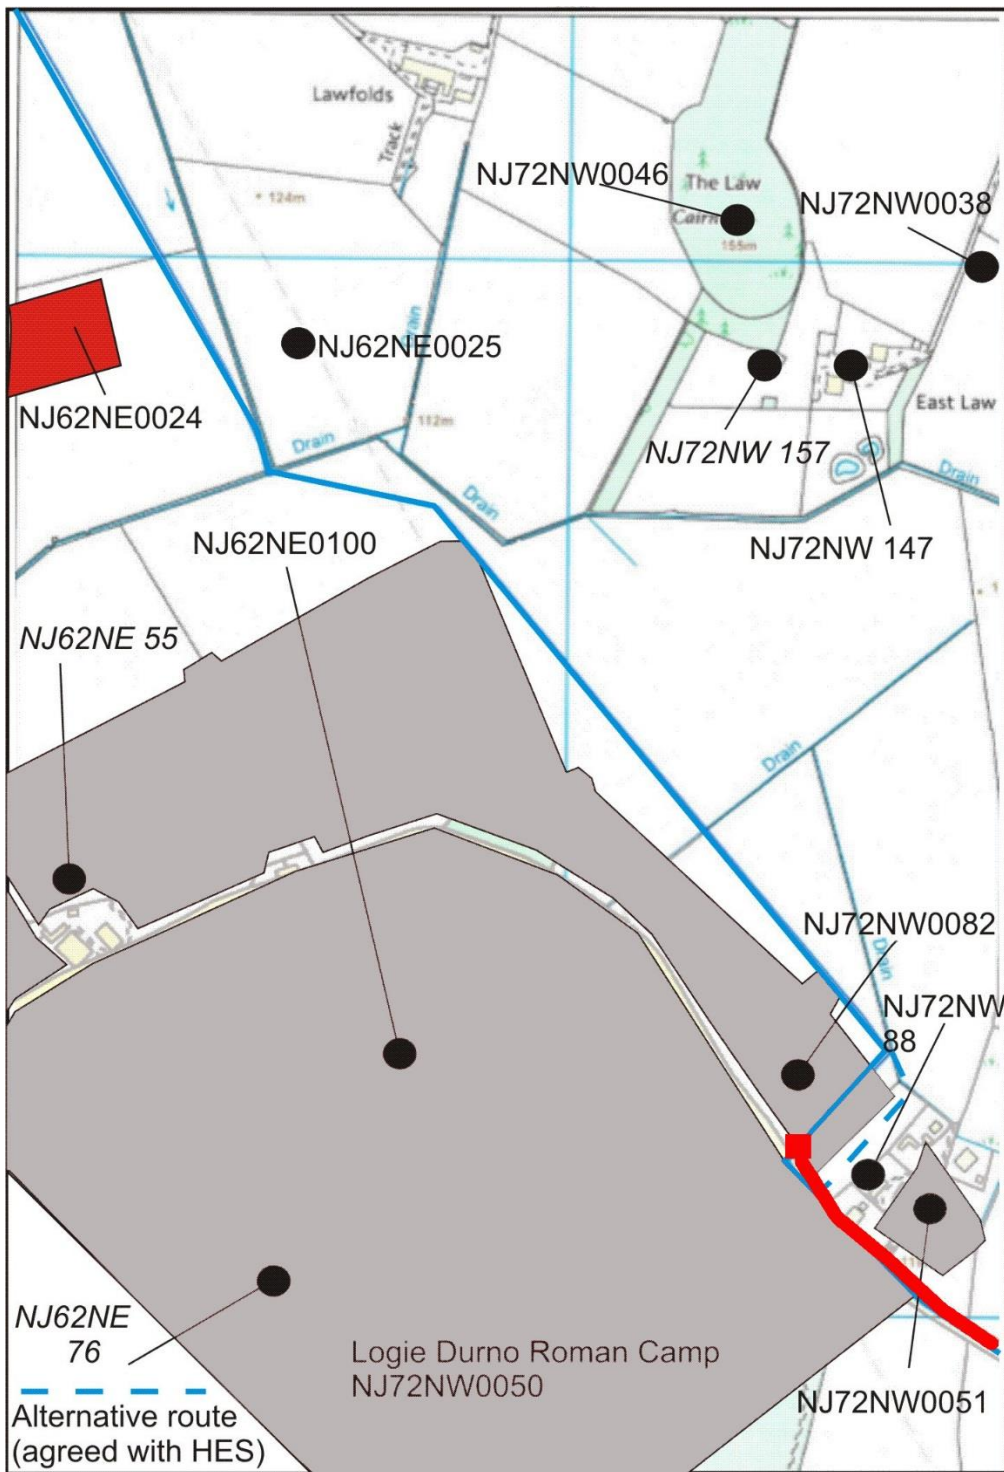 Lawfolds
Track
124m
NJ72NW0046
The Law
Cairn
155m
NJ72NW0038
Drain
NJ62NE0025
NJ62NE0024
112m
East Law
NJ72NW 157
Drain
Drain
Drain
NJ62NE0100
NJ72NW 147
NJ62NE 55
Drain
NJ72NW0082
Drain
NJ72NW
88
NJ62NE
76
Logie Durno Roman Camp
NJ72NW0050
NJ72NW0051
Alternative route
(agreed with HES)